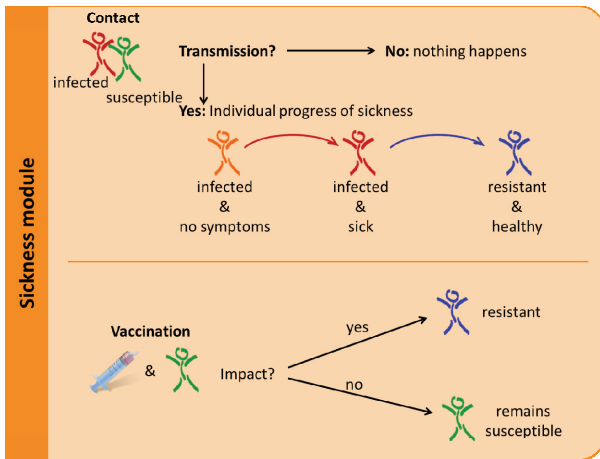 Sickness module
Contact
infected
susceptible
Transmission?
No: nothing happens
Yes: Individual progress of sickness
infected
&
no symptoms
infected
&
sick
resistant
&
healthy
Vaccination
&
Impact?
yes
resistant
no
remains
susceptible